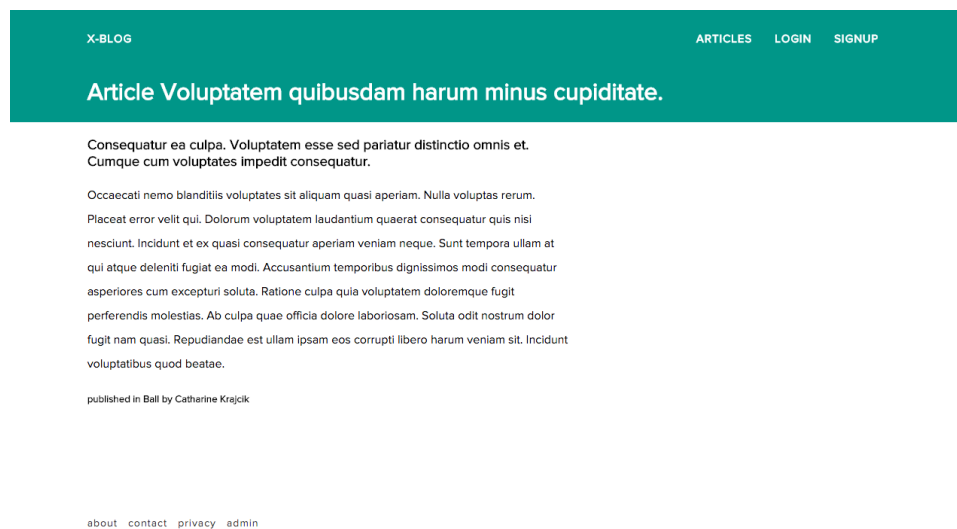 X-BLOG ARTICLES LOGIN SIGNUP
Article Voluptatem quibusdam harum minus cupiditate.
Consequatur ea culpa. Voluptatem esse sed pariatur distinctio omnis et.
Cumque cum voluptates impedit consequatur.
Occaecati nemo blanditiis voluptates sit aliquam quasi aperiam. Nulla voluptas rerum.
Placeat error velit qui. Dolorum voluptatem laudantium quaerat consequatur quis nisi
nesciunt. Incidunt et ex quasi consequatur aperiam veniam neque. Sunt tempora ullam at
qui atque deleniti fugiat ea modi. Accusantium temporibus dignissimos modi consequatur
asperiores cum excepturi soluta. Ratione culpa quia voluptatem doloremque fugit
perferendis molestias. Ab culpa quae officia dolore laboriosam. Soluta odit nostrum dolor
fugit nam quasi. Repudiandae est ullam ipsam eos corrupti libero harum veniam sit. Incidunt
voluptatibus quod beatae.
published in Ball by Catharine Krajcik
about contact privacy admin